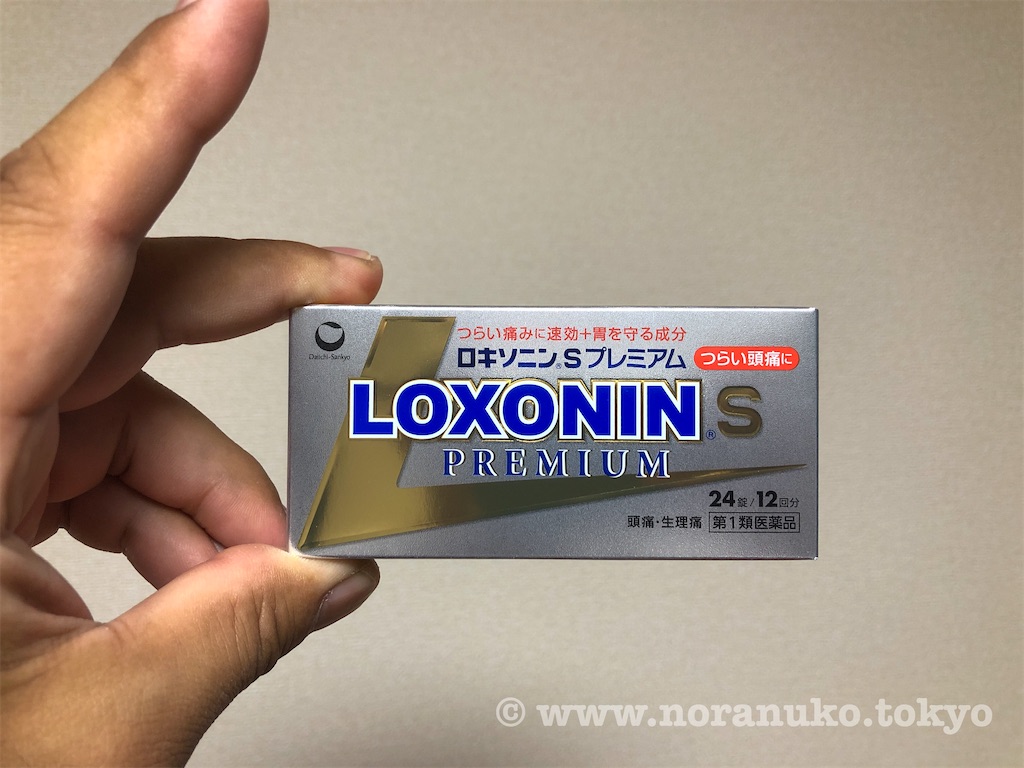 Daiichi-Sankyo
つらい痛みに速効+胃を守る成分
ロキソニン®Sプレミアム
つらい頭痛に
LOXONIN®S
PREMIUM
24錠/12回分
頭痛・生理痛 第1類医薬品
© www.noranuko.tokyo